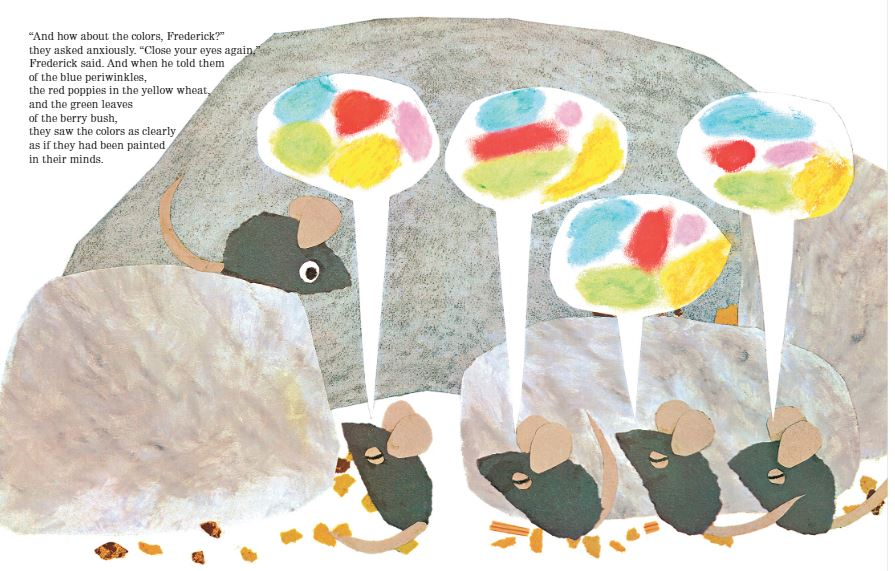 “And how about the colors, Frederick?”
they asked anxiously. “Close your eyes again,”
Frederick said. And when he told them
of the blue periwinkles,
the red poppies in the yellow wheat,
and the green leaves
of the berry bush,
they saw the colors as clearly
as if they had been painted
in their minds.